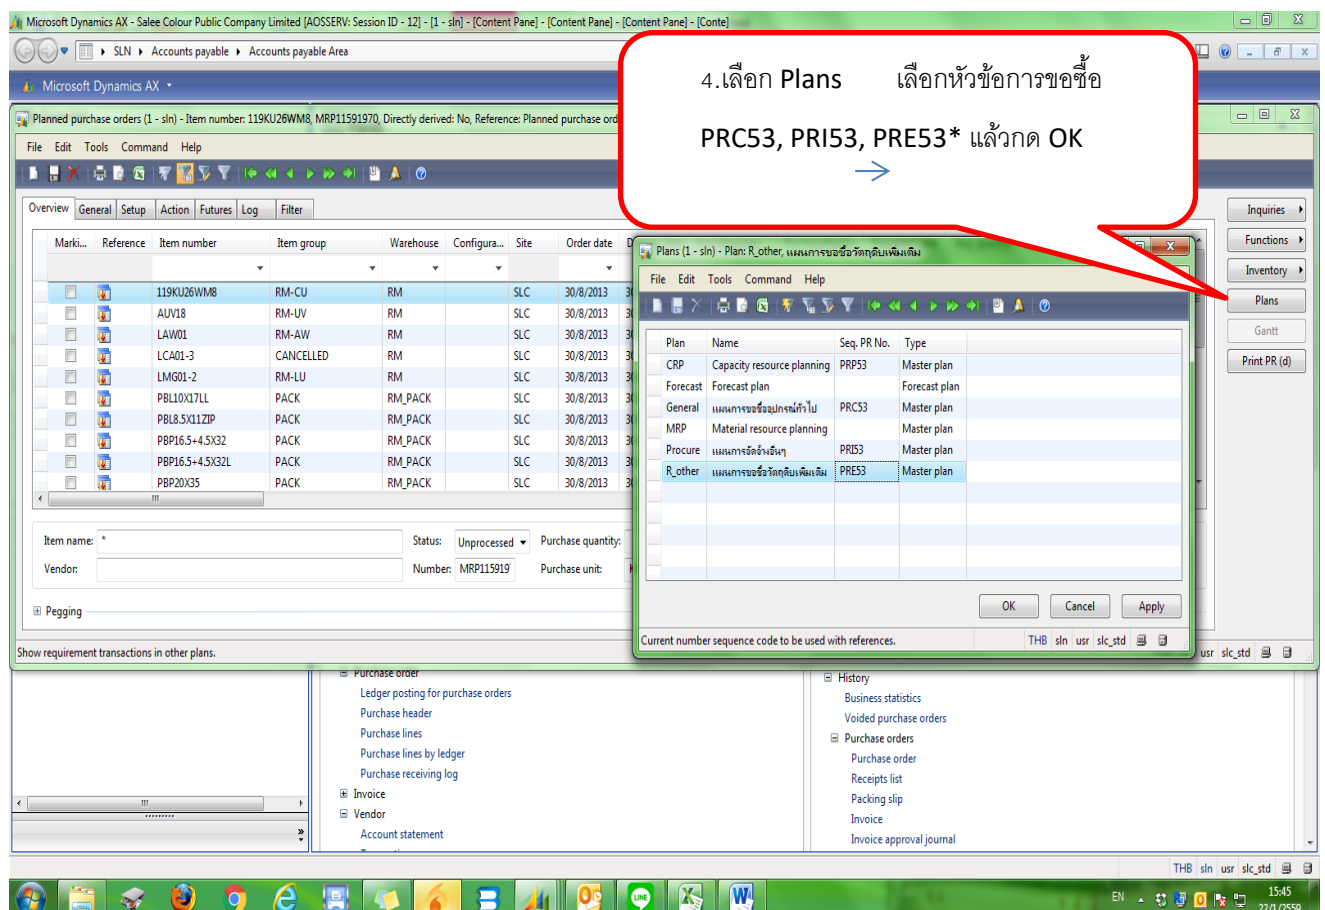 Microsoft Dynamics AX - Salee Colour Public Company Limited [AOSSERV: Session ID - 12] - [1 - sln] - [Content Pane] - [Content Pane] - [Content Pane] - [Conte]
SLN Accounts payable Accounts payable Area
Microsoft Dynamics AX
4.เลือก Plans เลือกหัวข้อการขอซื้อ
PRC53, PRI53, PRE53* แล้วกด OK
Planned purchase orders (1 - sln) - Item number: 119KU26WM8, MRP11591970, Directly derived: No, Reference: Planned purchase ord
File Edit Tools Command Help
Overview General Setup Action Futures Log Filter
Marki... Reference Item number Item group Warehouse Configura... Site Order date D
119KU26WM8 RM-CU RM SLC 30/8/2013
AUV18 RM-UV RM SLC 30/8/2013
LAW01 RM-AW RM SLC 30/8/2013
LCA01-3 CANCELLED RM SLC 30/8/2013
LMG01-2 RM-LU RM SLC 30/8/2013
PBL10X17LL PACK RM_PACK SLC 30/8/2013
PBL8.5X11ZIP PACK RM_PACK SLC 30/8/2013
PBP16.5+4.5X32 PACK RM_PACK SLC 30/8/2013
PBP16.5+4.5X32L PACK RM_PACK SLC 30/8/2013
PBP20X35 PACK RM_PACK SLC 30/8/2013
Item name: * Status: Unprocessed Purchase quantity:
Vendor: Number: MRP115919 Purchase unit: K
Pegging
Show requirement transactions in other plans.
usr slc_std
Inquiries
Functions
Inventory
Plans
Gantt
Print PR (d)
Plans (1 - sln) - Plan: R_other, แผนการขอซื้อวัตถุดิบเพิ่มเติม
File Edit Tools Command Help
Plan Name Seq. PR No. Type
CRP Capacity resource planning PRP53 Master plan
Forecast Forecast plan Forecast plan
General แผนการขอซื้ออุปกรณ์ทั่วไป PRC53 Master plan
MRP Material resource planning Master plan
Procure แผนการจัดจ้างอื่นๆ PRI53 Master plan
R_other แผนการขอซื้อวัตถุดิบเพิ่มเติม PRE53 Master plan
OK Cancel Apply
Current number sequence code to be used with references. THB sln usr slc_std
Purchase order
Ledger posting for purchase orders
Purchase header
Purchase lines
Purchase lines by ledger
Purchase receiving log
Invoice
Vendor
Account statement
History
Business statistics
Voided purchase orders
Purchase orders
Purchase order
Receipts list
Packing slip
Invoice
Invoice approval journal
THB sln usr slc_std
LINE
EN 15:45
22/1/2559